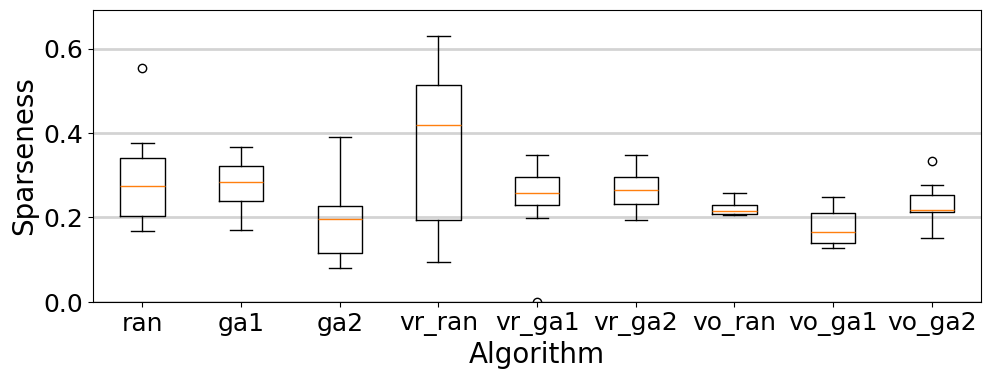 Sparseness
0.6
0.4
0.2
0.0
ran ga1 ga2 vr_ran vr_ga1 vr_ga2 vo_ran vo_ga1 vo_ga2
Algorithm